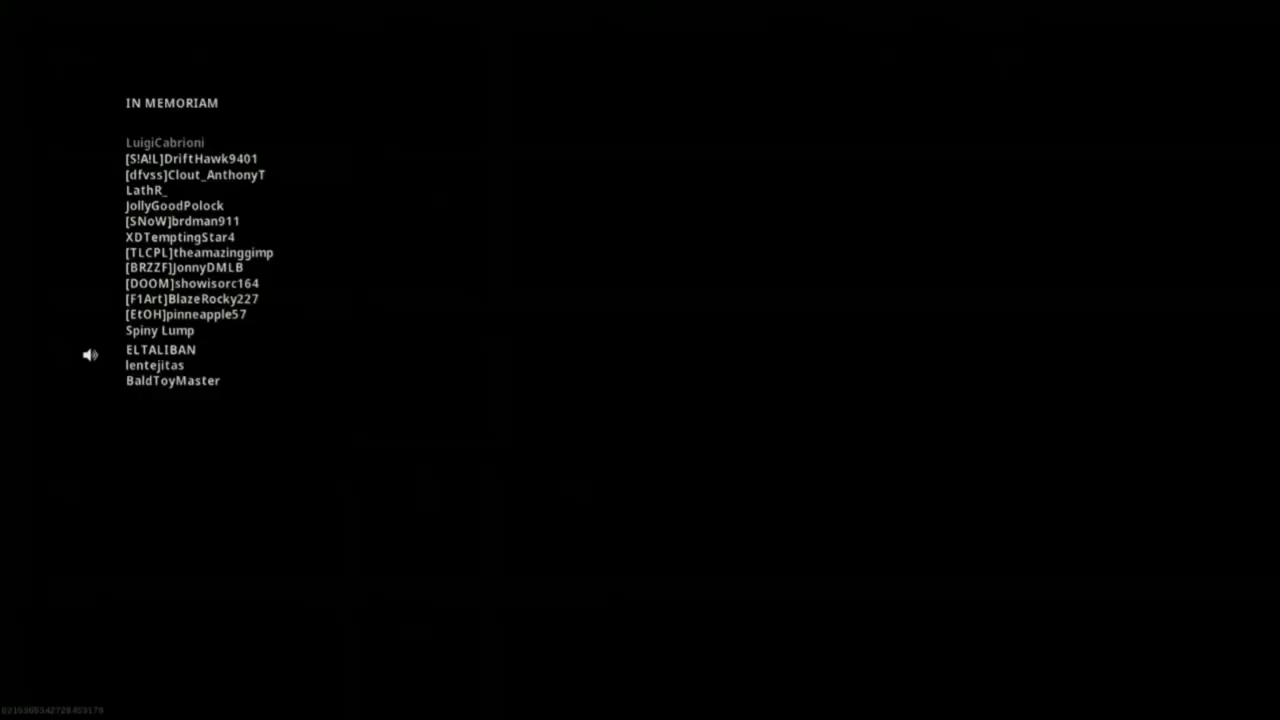 IN MEMORIAM
LuigiCabrioni
[S!A!L]DriftHawk9401
[dfvss]Clout_AnthonyT
LathR_
JollyGoodPolock
[SNoW]brdman911
XDTemptingStar4
[TLCPL]theamazinggimp
[BRZZF]JonnyDMLB
[DOOM]showisorc164
[F1Art]BlazeRocky227
[EtOH]pinneapple57
Spiny Lump
ELTALIBAN
lentejitas
BaldToyMaster